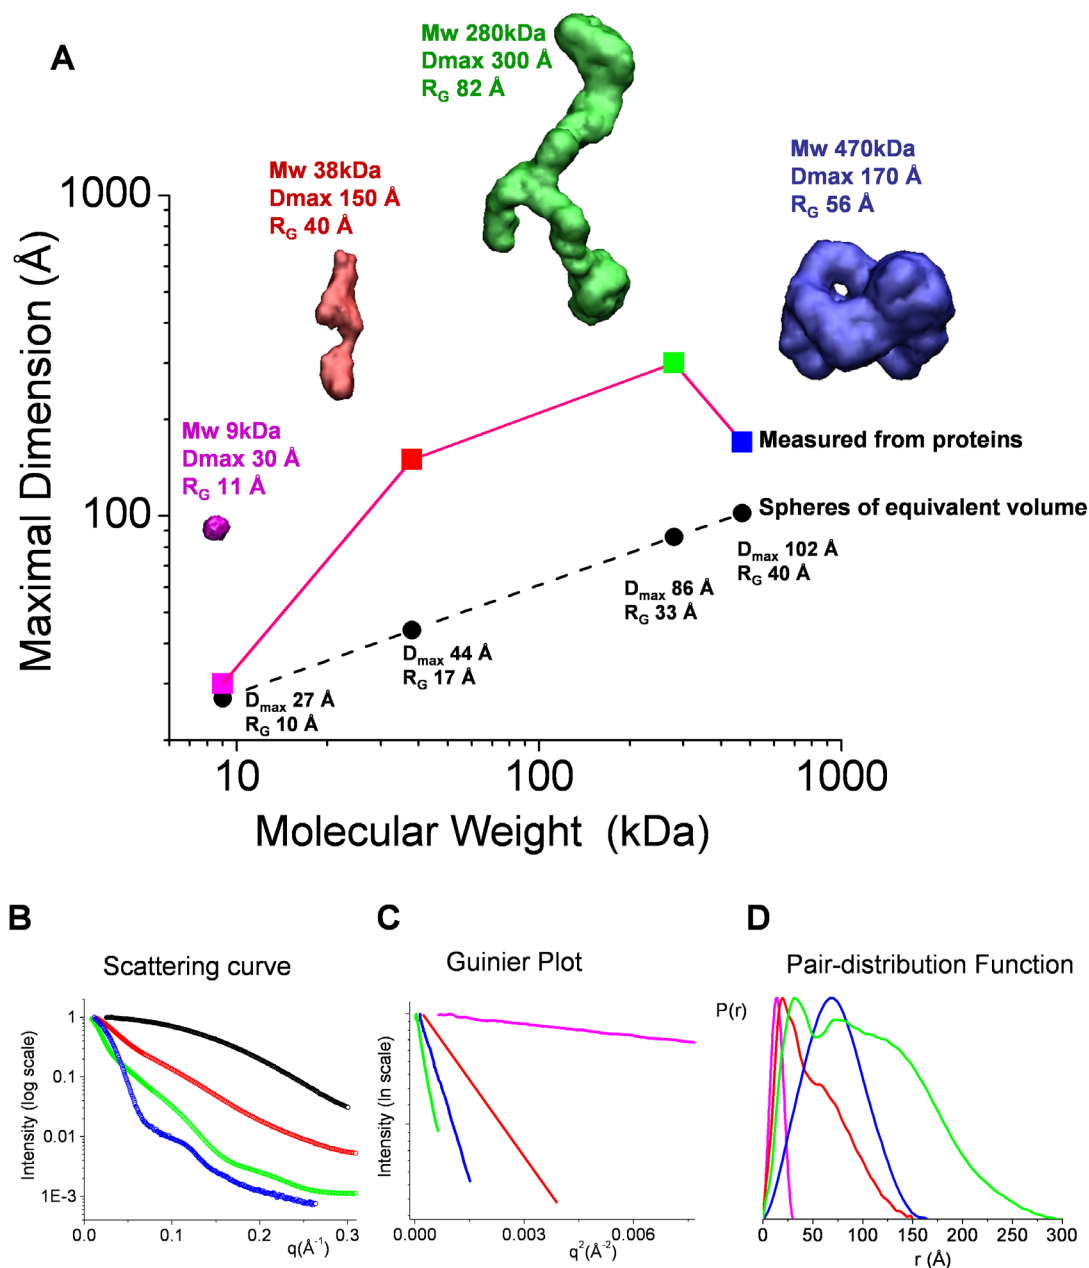 A
Mw 280kDa
Dmax 300 Å
RG 82 Å
Mw 470kDa
Dmax 170 Å
RG 56 Å
Mw 38kDa
Dmax 150 Å
RG 40 Å
Mw 9kDa
Dmax 30 Å
RG 11 Å
Maximal Dimension (Å)
1000
100
Measured from proteins
Spheres of equivalent volume
Dmax 102 Å
RG 40 Å
Dmax 86 Å
RG 33 Å
Dmax 44 Å
RG 17 Å
Dmax 27 Å
RG 10 Å
10 100 1000
Molecular Weight (kDa)
B
Scattering curve
Intensity (log scale)
1
0.1
0.01
1E-3
0.0 0.1 0.2 0.3
q(Å-1)
C
Guinier Plot
Intensity (ln scale)
0.000 0.003 0.006
q2(Å-2)
D
Pair-distribution Function
P(r)
0 50 100 150 200 250 300
r (Å)